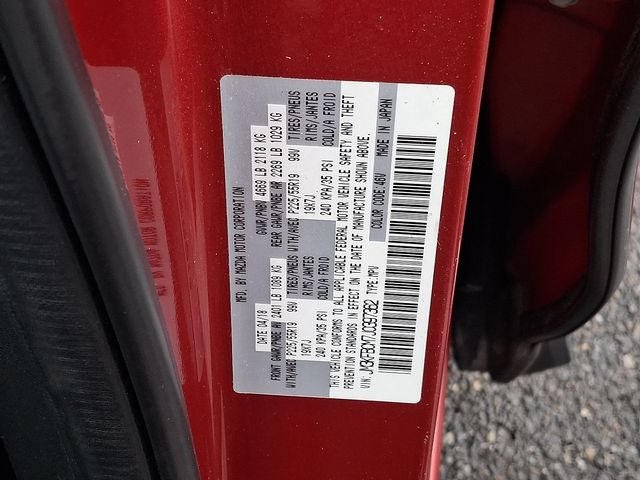 MFD. BY MAZDA MOTOR CORPORATION
DATE 04/18 GVWR/PNBV 4669 LB 2118 KG
FRONT GAWR/PNBE AV 2401 LB 1089 KG REAR GAWR/PNBE AR 2269 LB 1029 KG
WITH/AVEC P225/55R19 99V TIRES/PNEUS WITH/AVEC P225/55R19 99V TIRES/PNEUS
19X7J RIMS/JANTES 19X7J RIMS/JANTES
240 KPA/35 PSI COLD/A FROID 240 KPA/35 PSI COLD/A FROID
THIS VEHICLE CONFORMS TO ALL APPLICABLE FEDERAL MOTOR VEHICLE SAFETY AND THEFT
PREVENTION STANDARDS IN EFFECT ON THE DATE OF MANUFACTURE SHOWN ABOVE.
VIN: TYPE:MPV COLOR CODE:46V MADE IN JAPAN